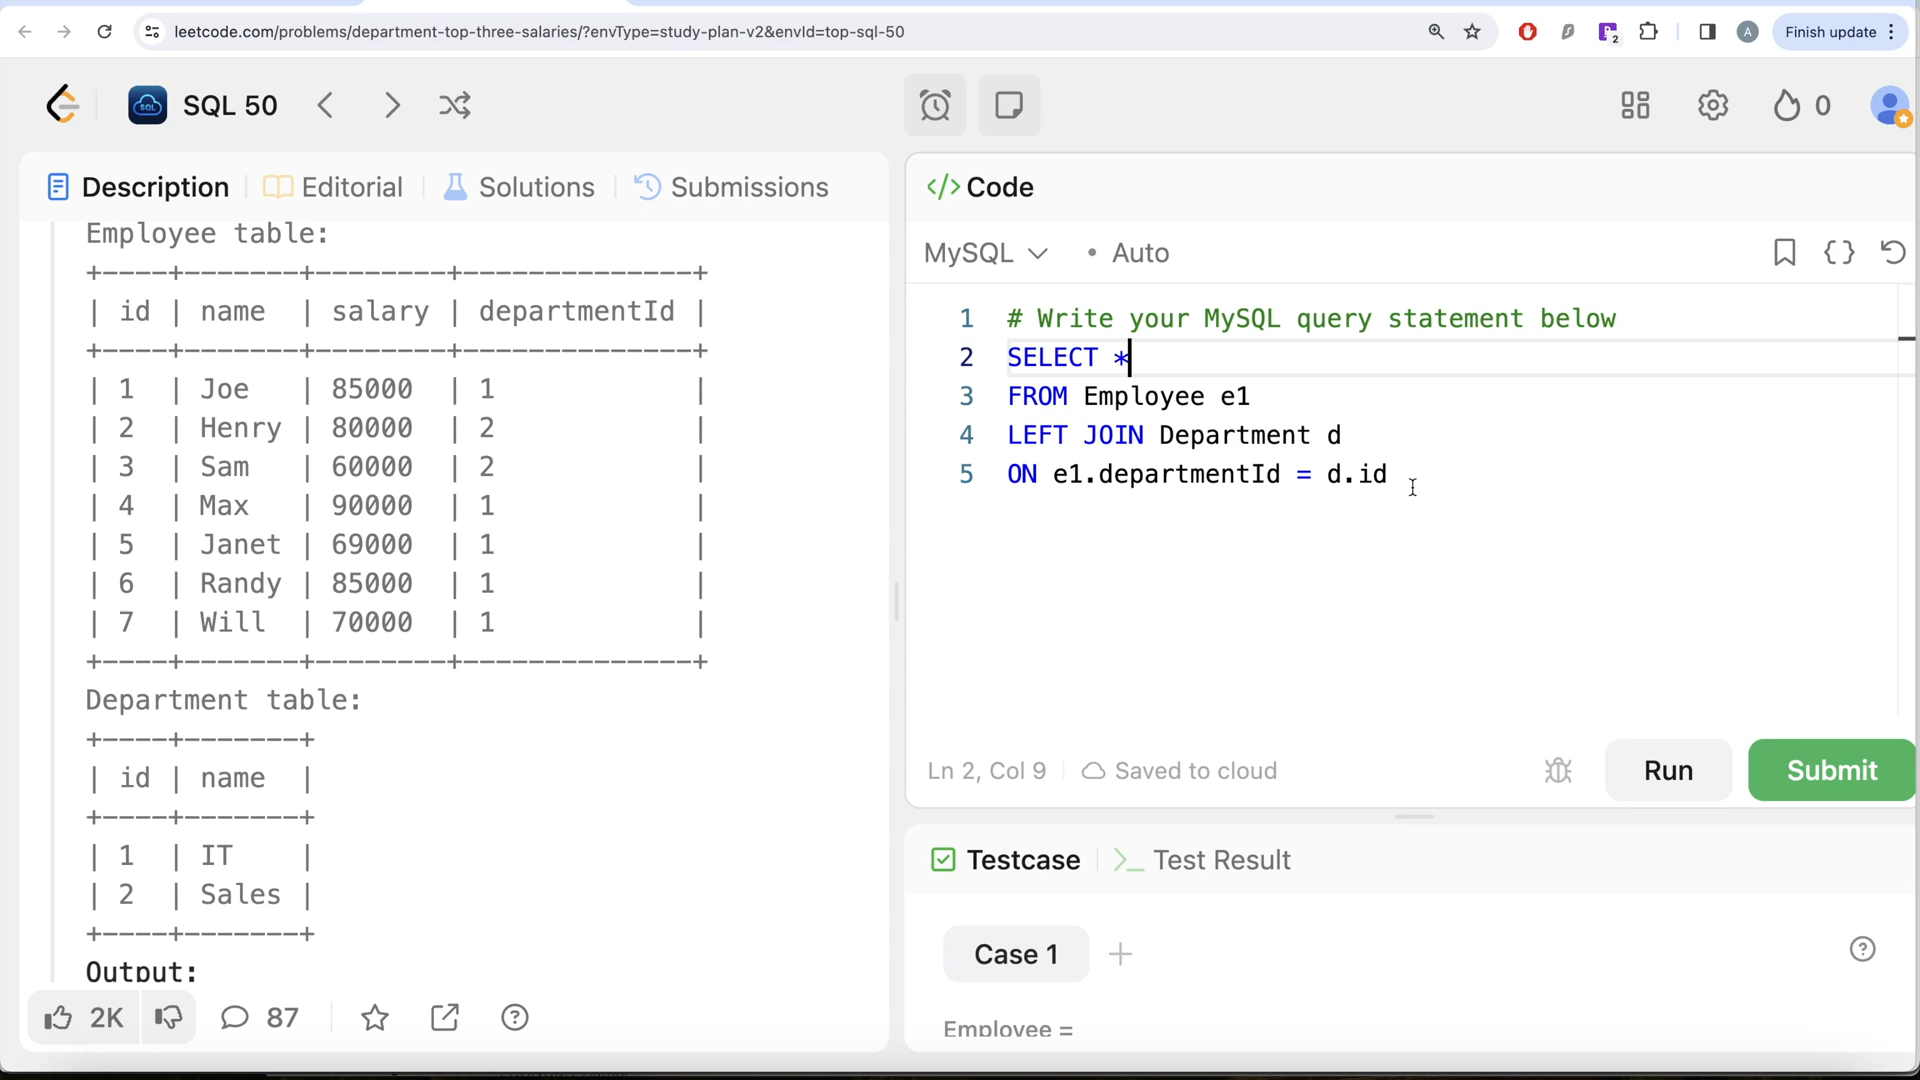 leetcode.com/problems/department-top-three-salaries/?envType=study-plan-v2&envId=top-sql-50
2
A
Finish update
SQL
SQL 50
0
Description
Editorial
Solutions
Submissions
Employee table:
+----+-------+--------+--------------+
| id | name  | salary | departmentId |
+----+-------+--------+--------------+
| 1  | Joe   | 85000  | 1            |
| 2  | Henry | 80000  | 2            |
| 3  | Sam   | 60000  | 2            |
| 4  | Max   | 90000  | 1            |
| 5  | Janet | 69000  | 1            |
| 6  | Randy | 85000  | 1            |
| 7  | Will  | 70000  | 1            |
+----+-------+--------+--------------+
Department table:
+----+-------+
| id | name  |
+----+-------+
| 1  | IT    |
| 2  | Sales |
+----+-------+
Output:
2K
87
</> Code
MySQL
• Auto
{}
1 # Write your MySQL query statement below
2 SELECT *
3 FROM Employee e1
4 LEFT JOIN Department d
5 ON e1.departmentId = d.id
Ln 2, Col 9
Saved to cloud
Run
Submit
Testcase
>_ Test Result
Case 1
+
Employee =